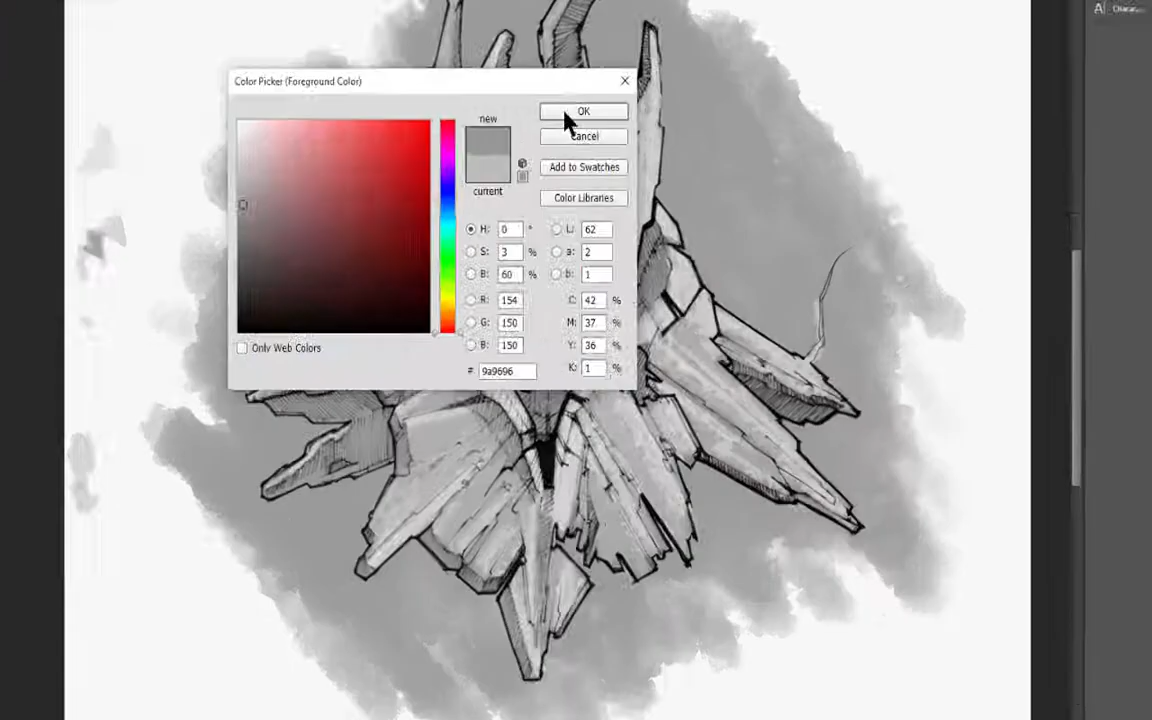 A Charac...
Color Picker (Foreground Color)
new
OK
Cancel
current
Add to Swatches
Color Libraries
H: 0 °
L: 62
S: 3 %
a: 2
B: 60 %
b: 1
R: 154
C: 42 %
G: 150
M: 37 %
B: 150
Y: 36 %
Only Web Colors
# 9a9696
K: 1 %